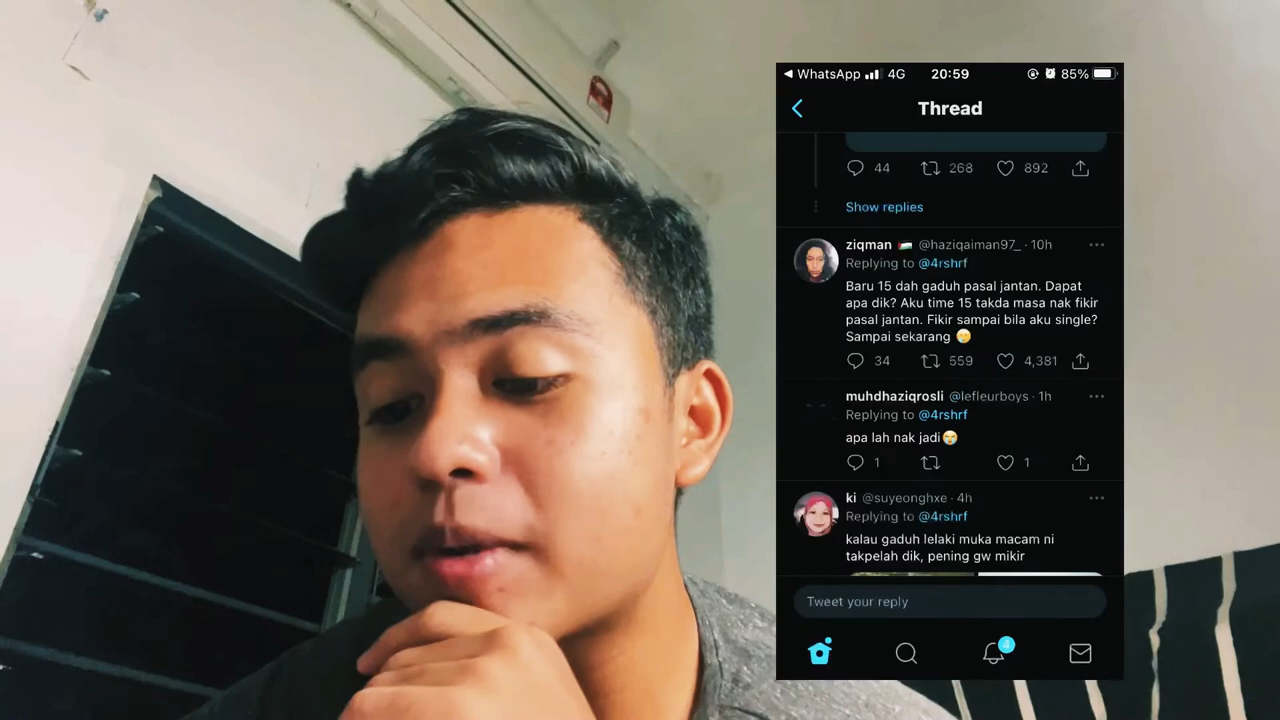 WhatsApp 4G 20:59 85%
Thread
44 268 892
Show replies
ziqman 🇵🇸 @haziqaiman97_ · 10h
Replying to @4rshrf
Baru 15 dah gaduh pasal jantan. Dapat
apa dik? Aku time 15 takda masa nak fikir
pasal jantan. Fikir sampai bila aku single?
Sampai sekarang 🥲
34 559 4,381
muhdhaziqrosli @lefleurboys · 1h
Replying to @4rshrf
apa lah nak jadi😭
1 1
ki @suyeonghxe · 4h
Replying to @4rshrf
kalau gaduh lelaki muka macam ni
takpelah dik, pening gw mikir
Tweet your reply
4